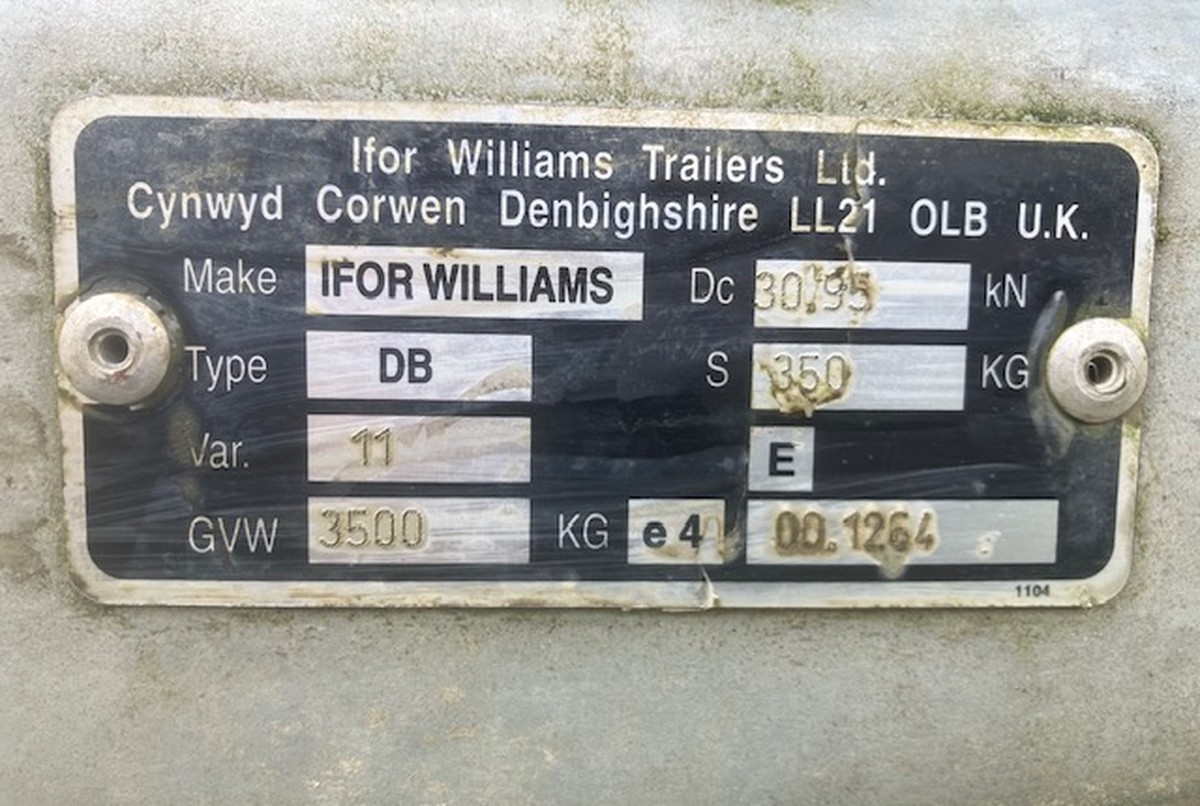 Ifor Williams Trailers Ltd.
Cynwyd Corwen Denbighshire LL21 OLB U.K.
Make IFOR WILLIAMS Dc 30.95 kN
Type DB S 350 KG
Var. 11 E
GVW 3500 KG e4 00.1264
1104